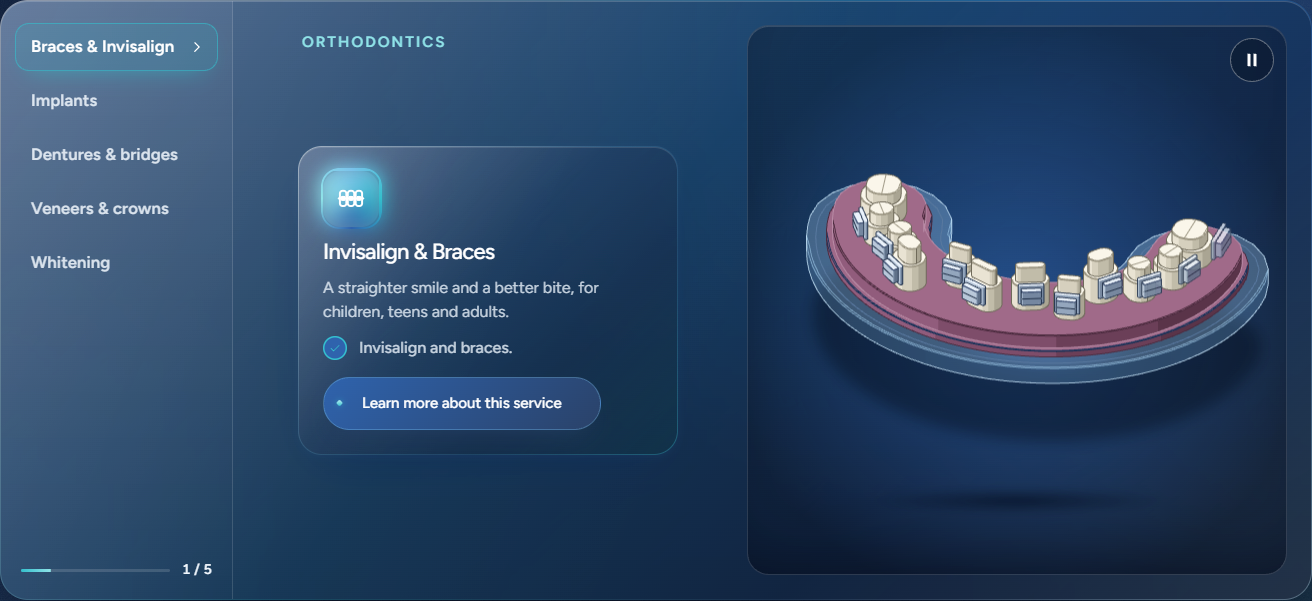 Braces & Invisalign
Implants
Dentures & bridges
Veneers & crowns
Whitening
1 / 5
ORTHODONTICS
Invisalign & Braces
A straighter smile and a better bite, for
children, teens and adults.
Invisalign and braces.
Learn more about this service